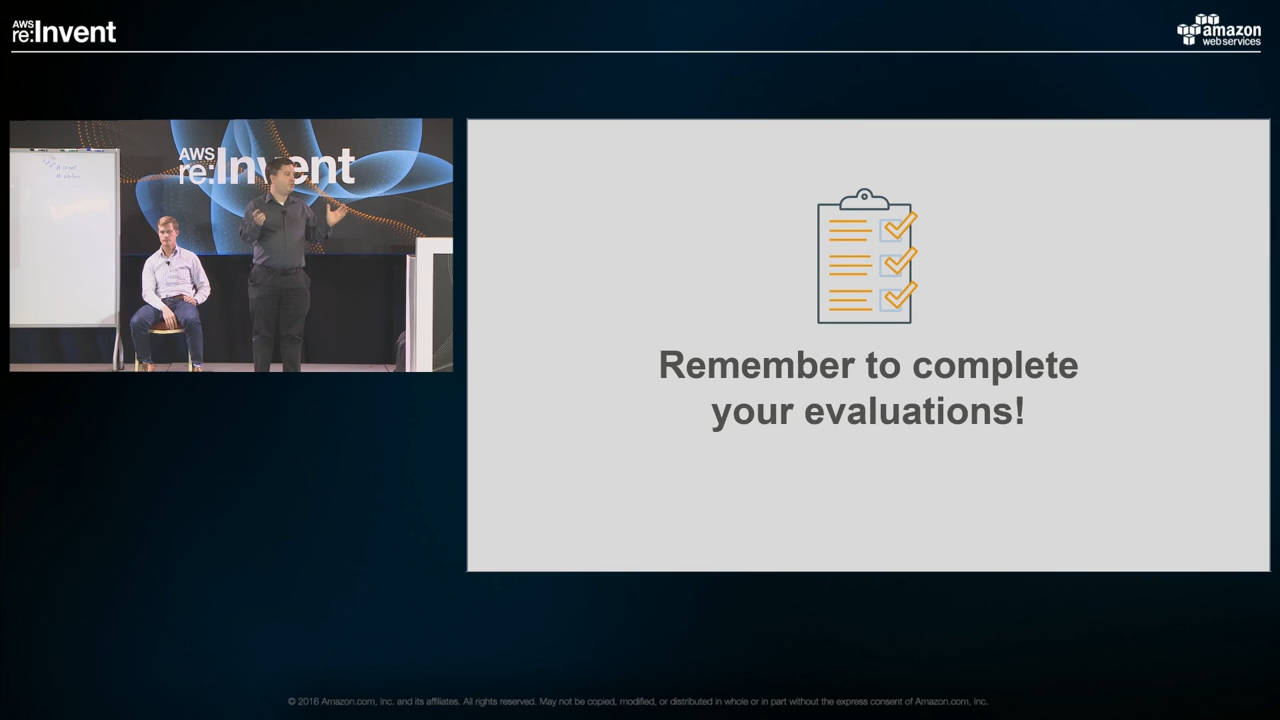 AWS
re:Invent
amazon
webservices
AWS
re:Invent
Remember to complete
your evaluations!
© 2016 Amazon.com, Inc. and its affiliates. All rights reserved. May not be copied, modified, or distributed in whole or in part without the express consent of Amazon.com, Inc.